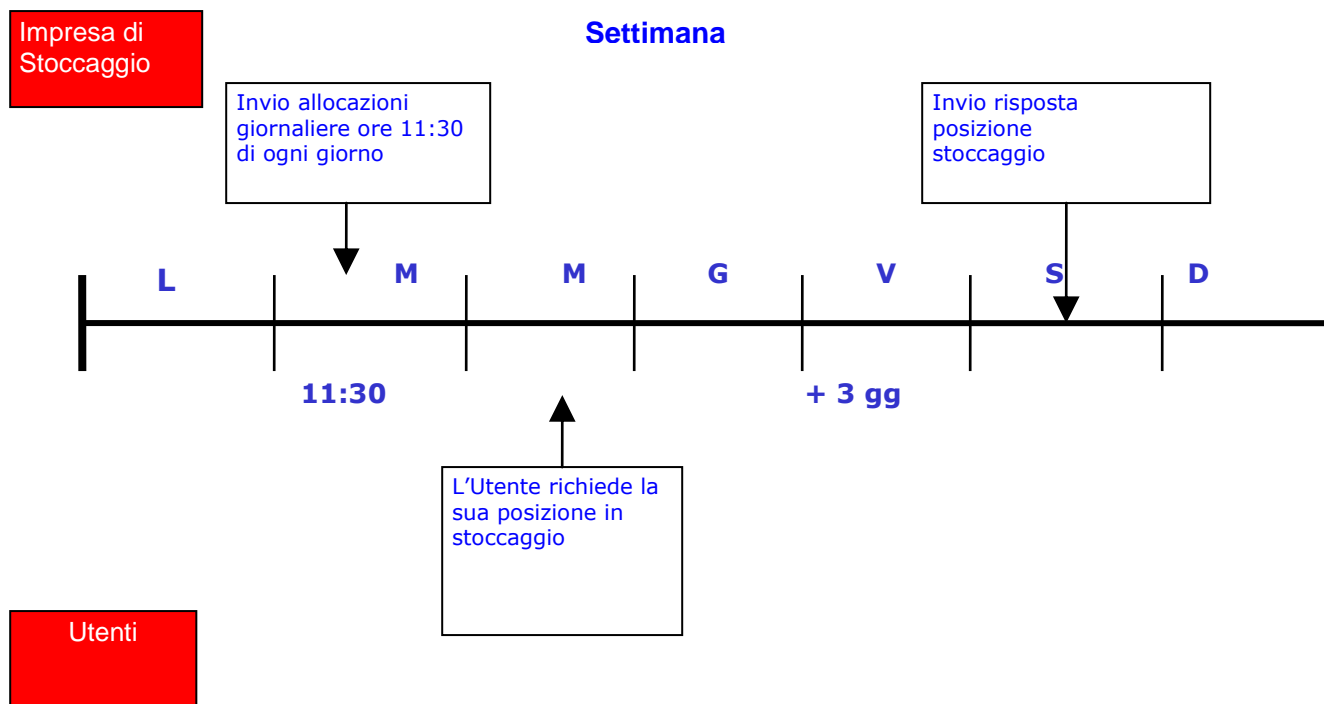 Impresa di
Stoccaggio
Settimana
Invio allocazioni
giornaliere ore 11:30
di ogni giorno
Invio risposta
posizione
stoccaggio
L M M G V S D
11:30 + 3 gg
L’Utente richiede la
sua posizione in
stoccaggio
Utenti